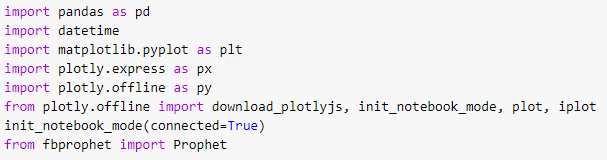 import pandas as pd
import datetime
import matplotlib.pyplot as plt
import plotly.express as px
import plotly.offline as py
from plotly.offline import download_plotlyjs, init_notebook_mode, plot, iplot
init_notebook_mode(connected=True)
from fbprophet import Prophet